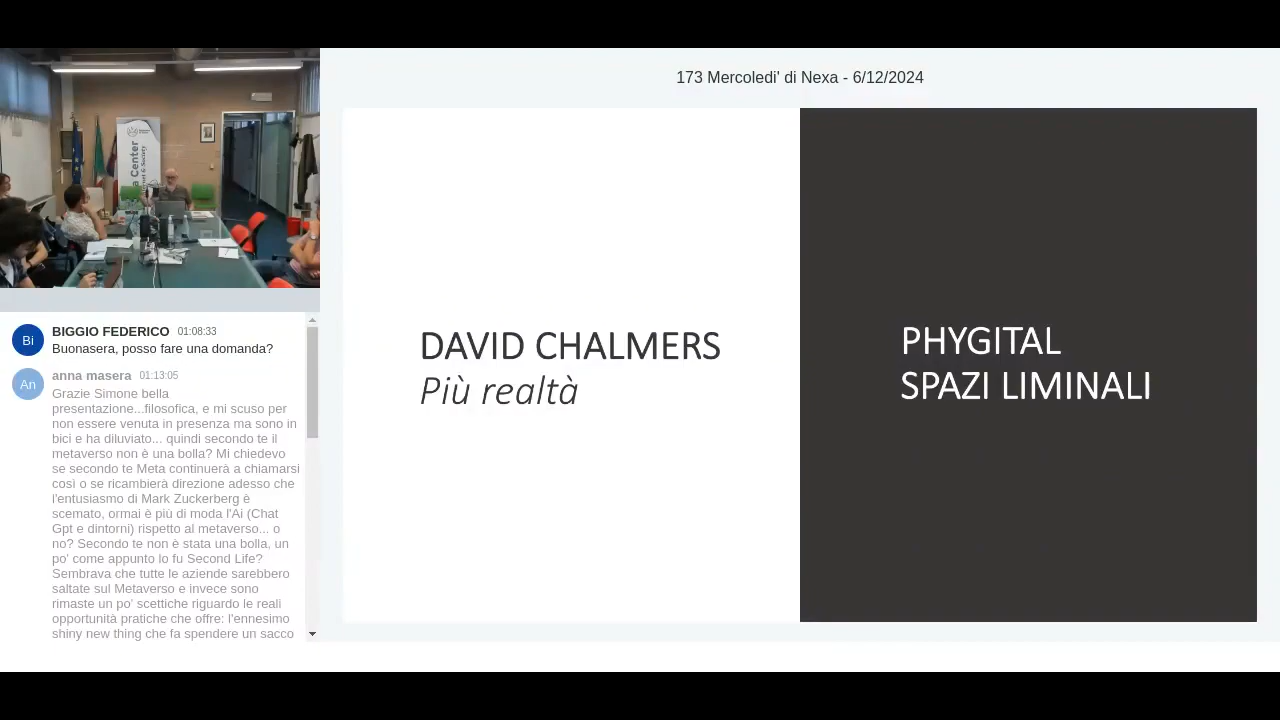 173 Mercoledi' di Nexa - 6/12/2024
a Center
nternet & Society
DAVID CHALMERS
Più realtà
PHYGITAL
SPAZI LIMINALI
Bi
BIGGIO FEDERICO 01:08:33
Buonasera, posso fare una domanda?
An
anna masera 01:13:05
Grazie Simone bella
presentazione...filosofica, e mi scuso per
non essere venuta in presenza ma sono in
bici e ha diluviato... quindi secondo te il
metaverso non è una bolla? Mi chiedevo
se secondo te Meta continuerà a chiamarsi
così o se ricambierà direzione adesso che
l'entusiasmo di Mark Zuckerberg è
scemato, ormai è più di moda l'Ai (Chat
Gpt e dintorni) rispetto al metaverso... o
no? Secondo te non è stata una bolla, un
po' come appunto lo fu Second Life?
Sembrava che tutte le aziende sarebbero
saltate sul Metaverso e invece sono
rimaste un po' scettiche riguardo le reali
opportunità pratiche che offre: l'ennesimo
shiny new thing che fa spendere un sacco